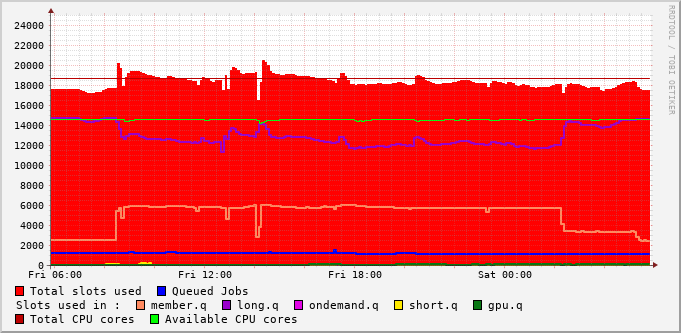 RRDTOOL / TOBI OETIKER
24000
22000
20000
18000
16000
14000
12000
10000
8000
6000
4000
2000
0
Fri 06:00 Fri 12:00 Fri 18:00 Sat 00:00
Total slots used Queued Jobs
Slots used in : member.q long.q ondemand.q short.q gpu.q
Total CPU cores Available CPU cores